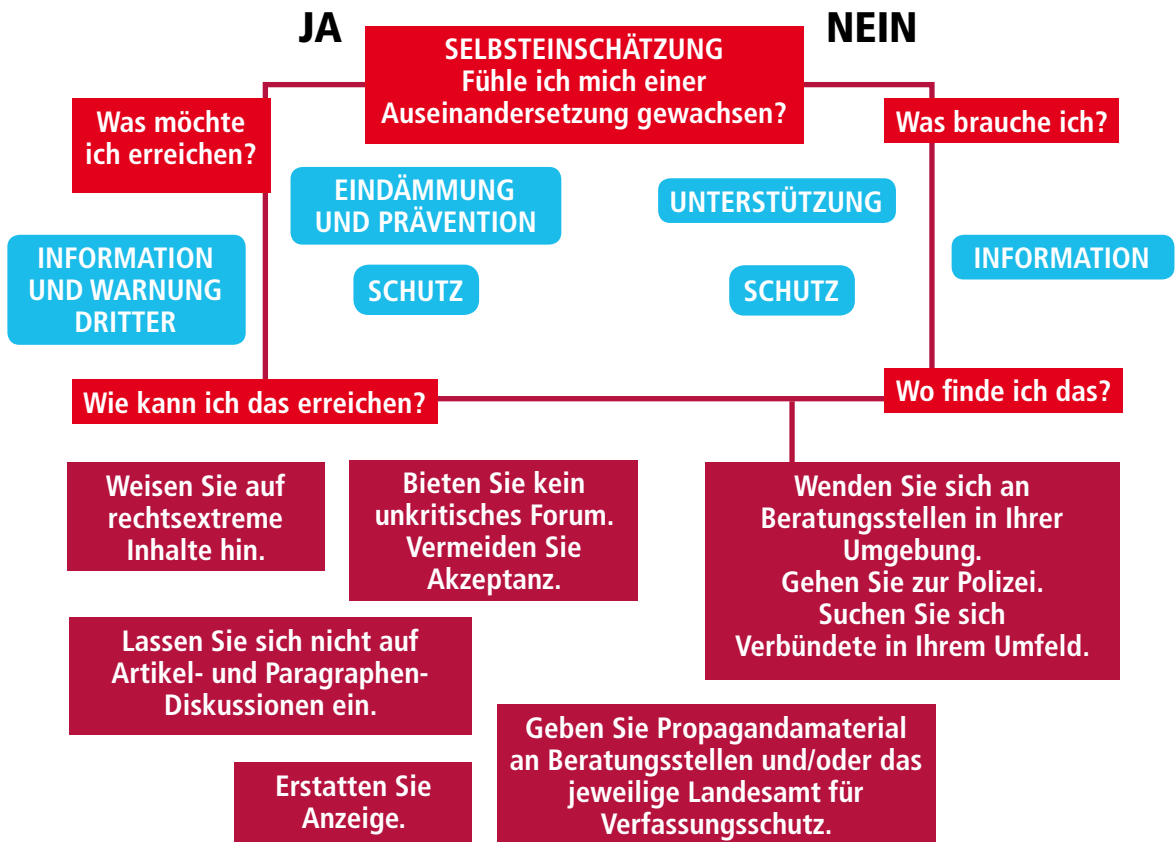 JA
NEIN
SELBSTEINSCHÄTZUNG
Fühle ich mich einer
Auseinandersetzung gewachsen?
Was möchte
ich erreichen?
Was brauche ich?
EINDÄMMUNG
UND PRÄVENTION
UNTERSTÜTZUNG
INFORMATION
UND WARNUNG
DRITTER
SCHUTZ
SCHUTZ
INFORMATION
Wie kann ich das erreichen?
Wo finde ich das?
Weisen Sie auf
rechtsextreme
Inhalte hin.
Bieten Sie kein
unkritisches Forum.
Vermeiden Sie
Akzeptanz.
Wenden Sie sich an
Beratungsstellen in Ihrer
Umgebung.
Gehen Sie zur Polizei.
Suchen Sie sich
Verbündete in Ihrem Umfeld.
Lassen Sie sich nicht auf
Artikel- und Paragraphen-
Diskussionen ein.
Geben Sie Propagandamaterial
an Beratungsstellen und/oder das
jeweilige Landesamt für
Verfassungsschutz.
Erstatten Sie
Anzeige.